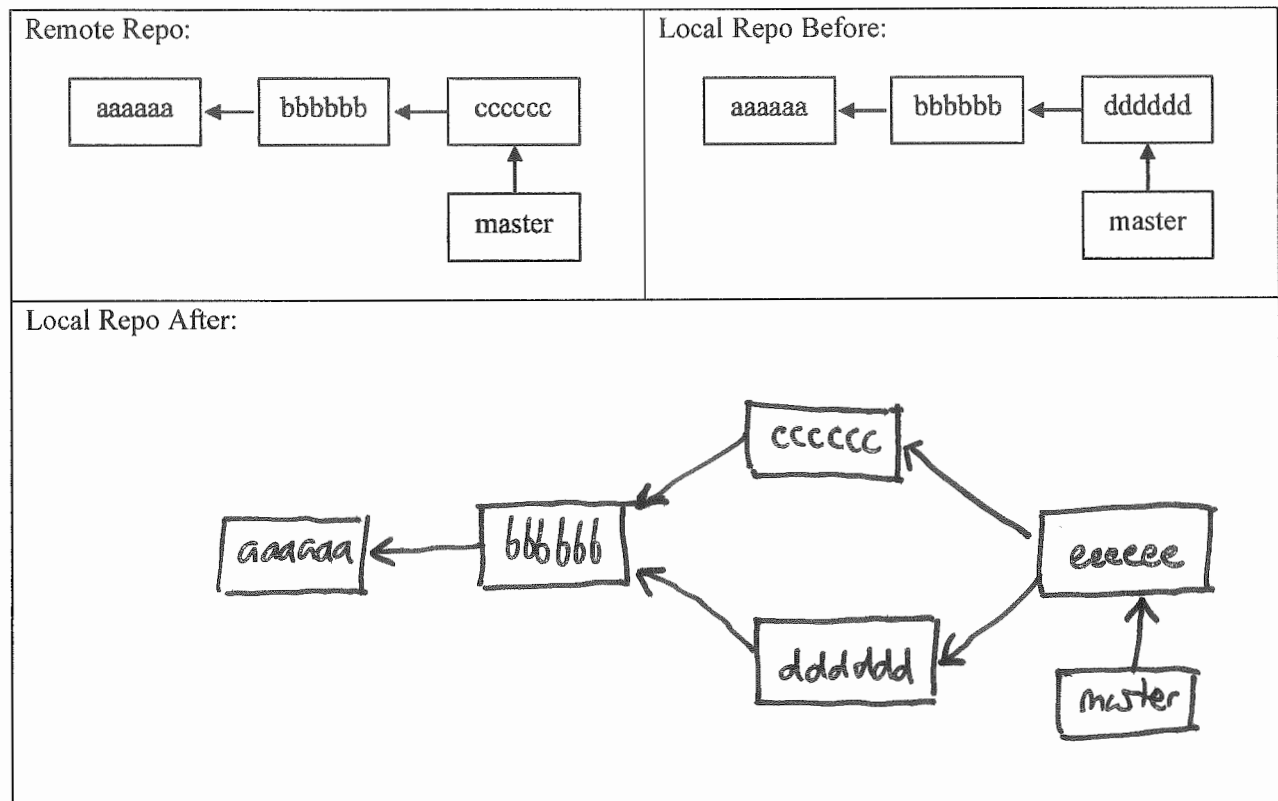 Remote Repo:
aaaaaa
bbbbbb
cccccc
master
Local Repo Before:
aaaaaa
bbbbbb
dddddd
master
Local Repo After:
cccccc
aaaaaa
bbbbbb
eeeeee
dddddd
master